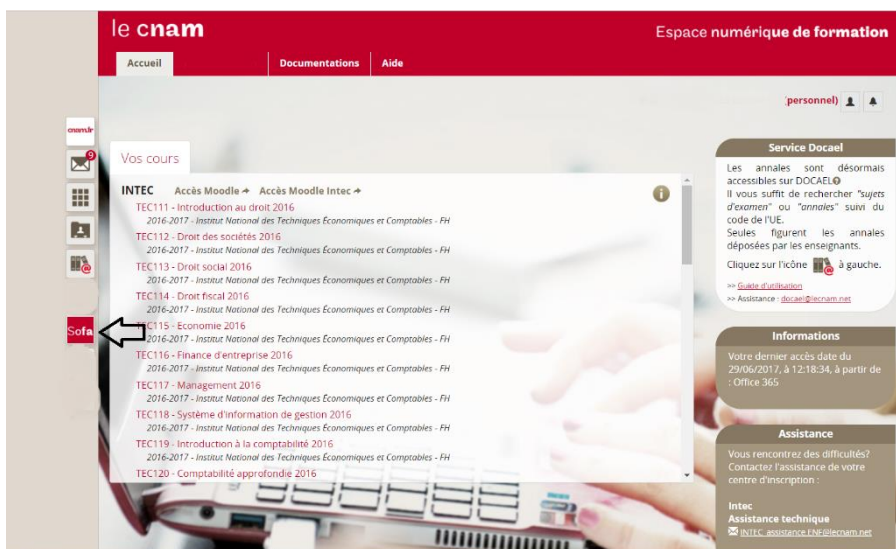 le cnam
Espace numérique de formation
Accueil
Documentations
Aide
personnel)
cnam.fr
9
Vos cours
INTEC Accès Moodle Accès Moodle Intec
TEC111 - Introduction au droit 2016
2016-2017 - Institut National des Techniques Économiques et Comptables - FH
TEC112 - Droit des sociétés 2016
2016-2017 - Institut National des Techniques Économiques et Comptables - FH
TEC113 - Droit social 2016
2016-2017 - Institut National des Techniques Économiques et Comptables - FH
TEC114 - Droit fiscal 2016
2016-2017 - Institut National des Techniques Économiques et Comptables - FH
TEC115 - Economie 2016
2016-2017 - Institut National des Techniques Économiques et Comptables - FH
TEC116 - Finance d'entreprise 2016
2016-2017 - Institut National des Techniques Économiques et Comptables - FH
TEC117 - Management 2016
2016-2017 - Institut National des Techniques Économiques et Comptables - FH
TEC118 - Système d'information de gestion 2016
2016-2017 - Institut National des Techniques Économiques et Comptables - FH
TEC119 - Introduction à la comptabilité 2016
2016-2017 - Institut National des Techniques Économiques et Comptables - FH
TEC120 - Comptabilité approfondie 2016
Sofa
Service Docael
Les annales sont désormais
accessibles sur DOCAEL
Il vous suffit de rechercher "sujets
d'examen" ou "annales" suivi du
code de l'UE.
Seules figurent les annales
déposées par les enseignants.
Cliquez sur l'icône à gauche.
>> Guide d'utilisation
>> Assistance : docael@lecnam.net
Informations
Votre dernier accès date du
29/06/2017, à 12:18:34, à partir de
: Office 365
Assistance
Vous rencontrez des difficultés?
Contactez l'assistance de votre
centre d'inscription :
Intec
Assistance technique
INTEC_assistance.ENF@lecnam.net